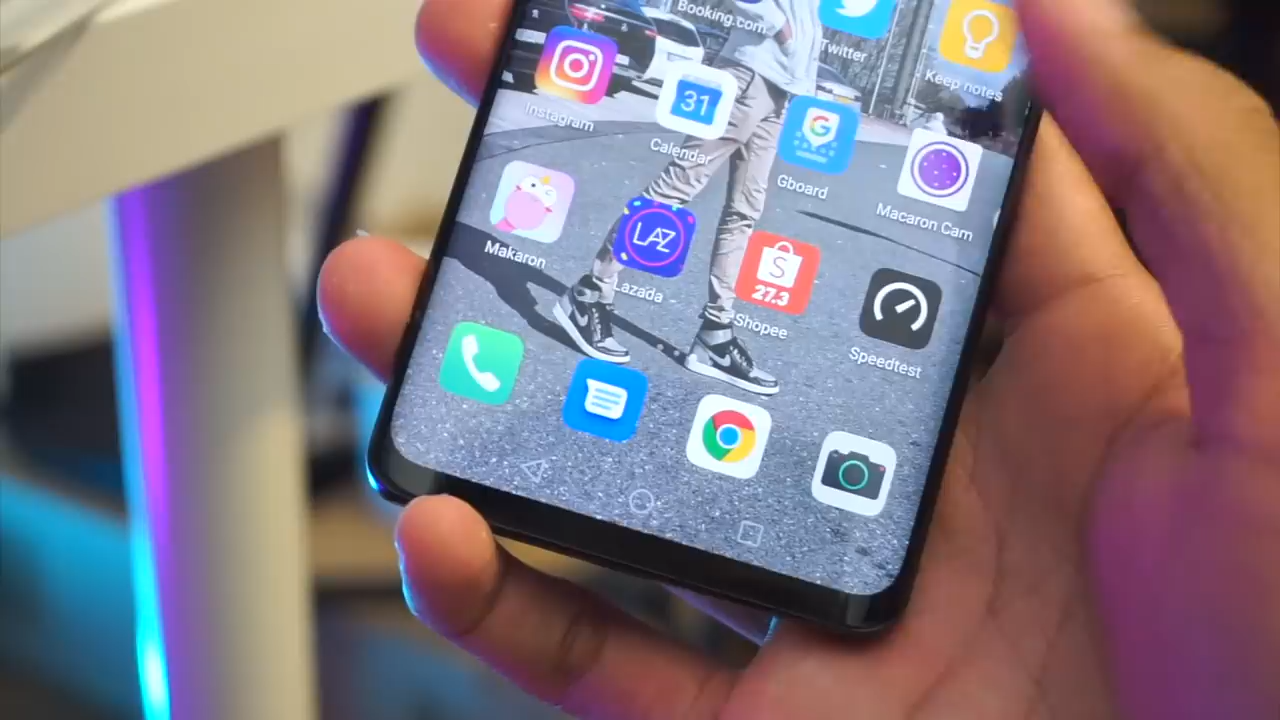 Booking.com
Twitter
Keep notes
Instagram
31
Calendar
G
Gboard
Macaron Cam
Makaron
LAZ
Lazada
S
27.3
Shopee
Speedtest